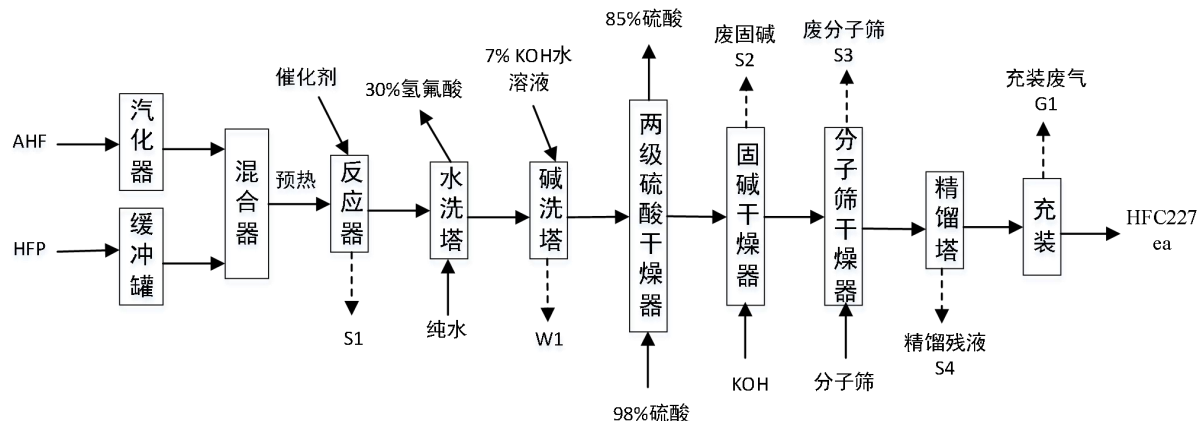 AHF
汽化器
HFP
缓冲罐
混合器
预热
催化剂
反应器
S1
30%氢氟酸
水洗塔
纯水
7% KOH水
溶液
碱洗塔
W1
85%硫酸
两级硫酸干燥器
98%硫酸
废固碱
S2
固碱干燥器
KOH
废分子筛
S3
分子筛干燥器
分子筛
精馏塔
精馏残液
S4
充装废气
G1
充装
HFC227
ea